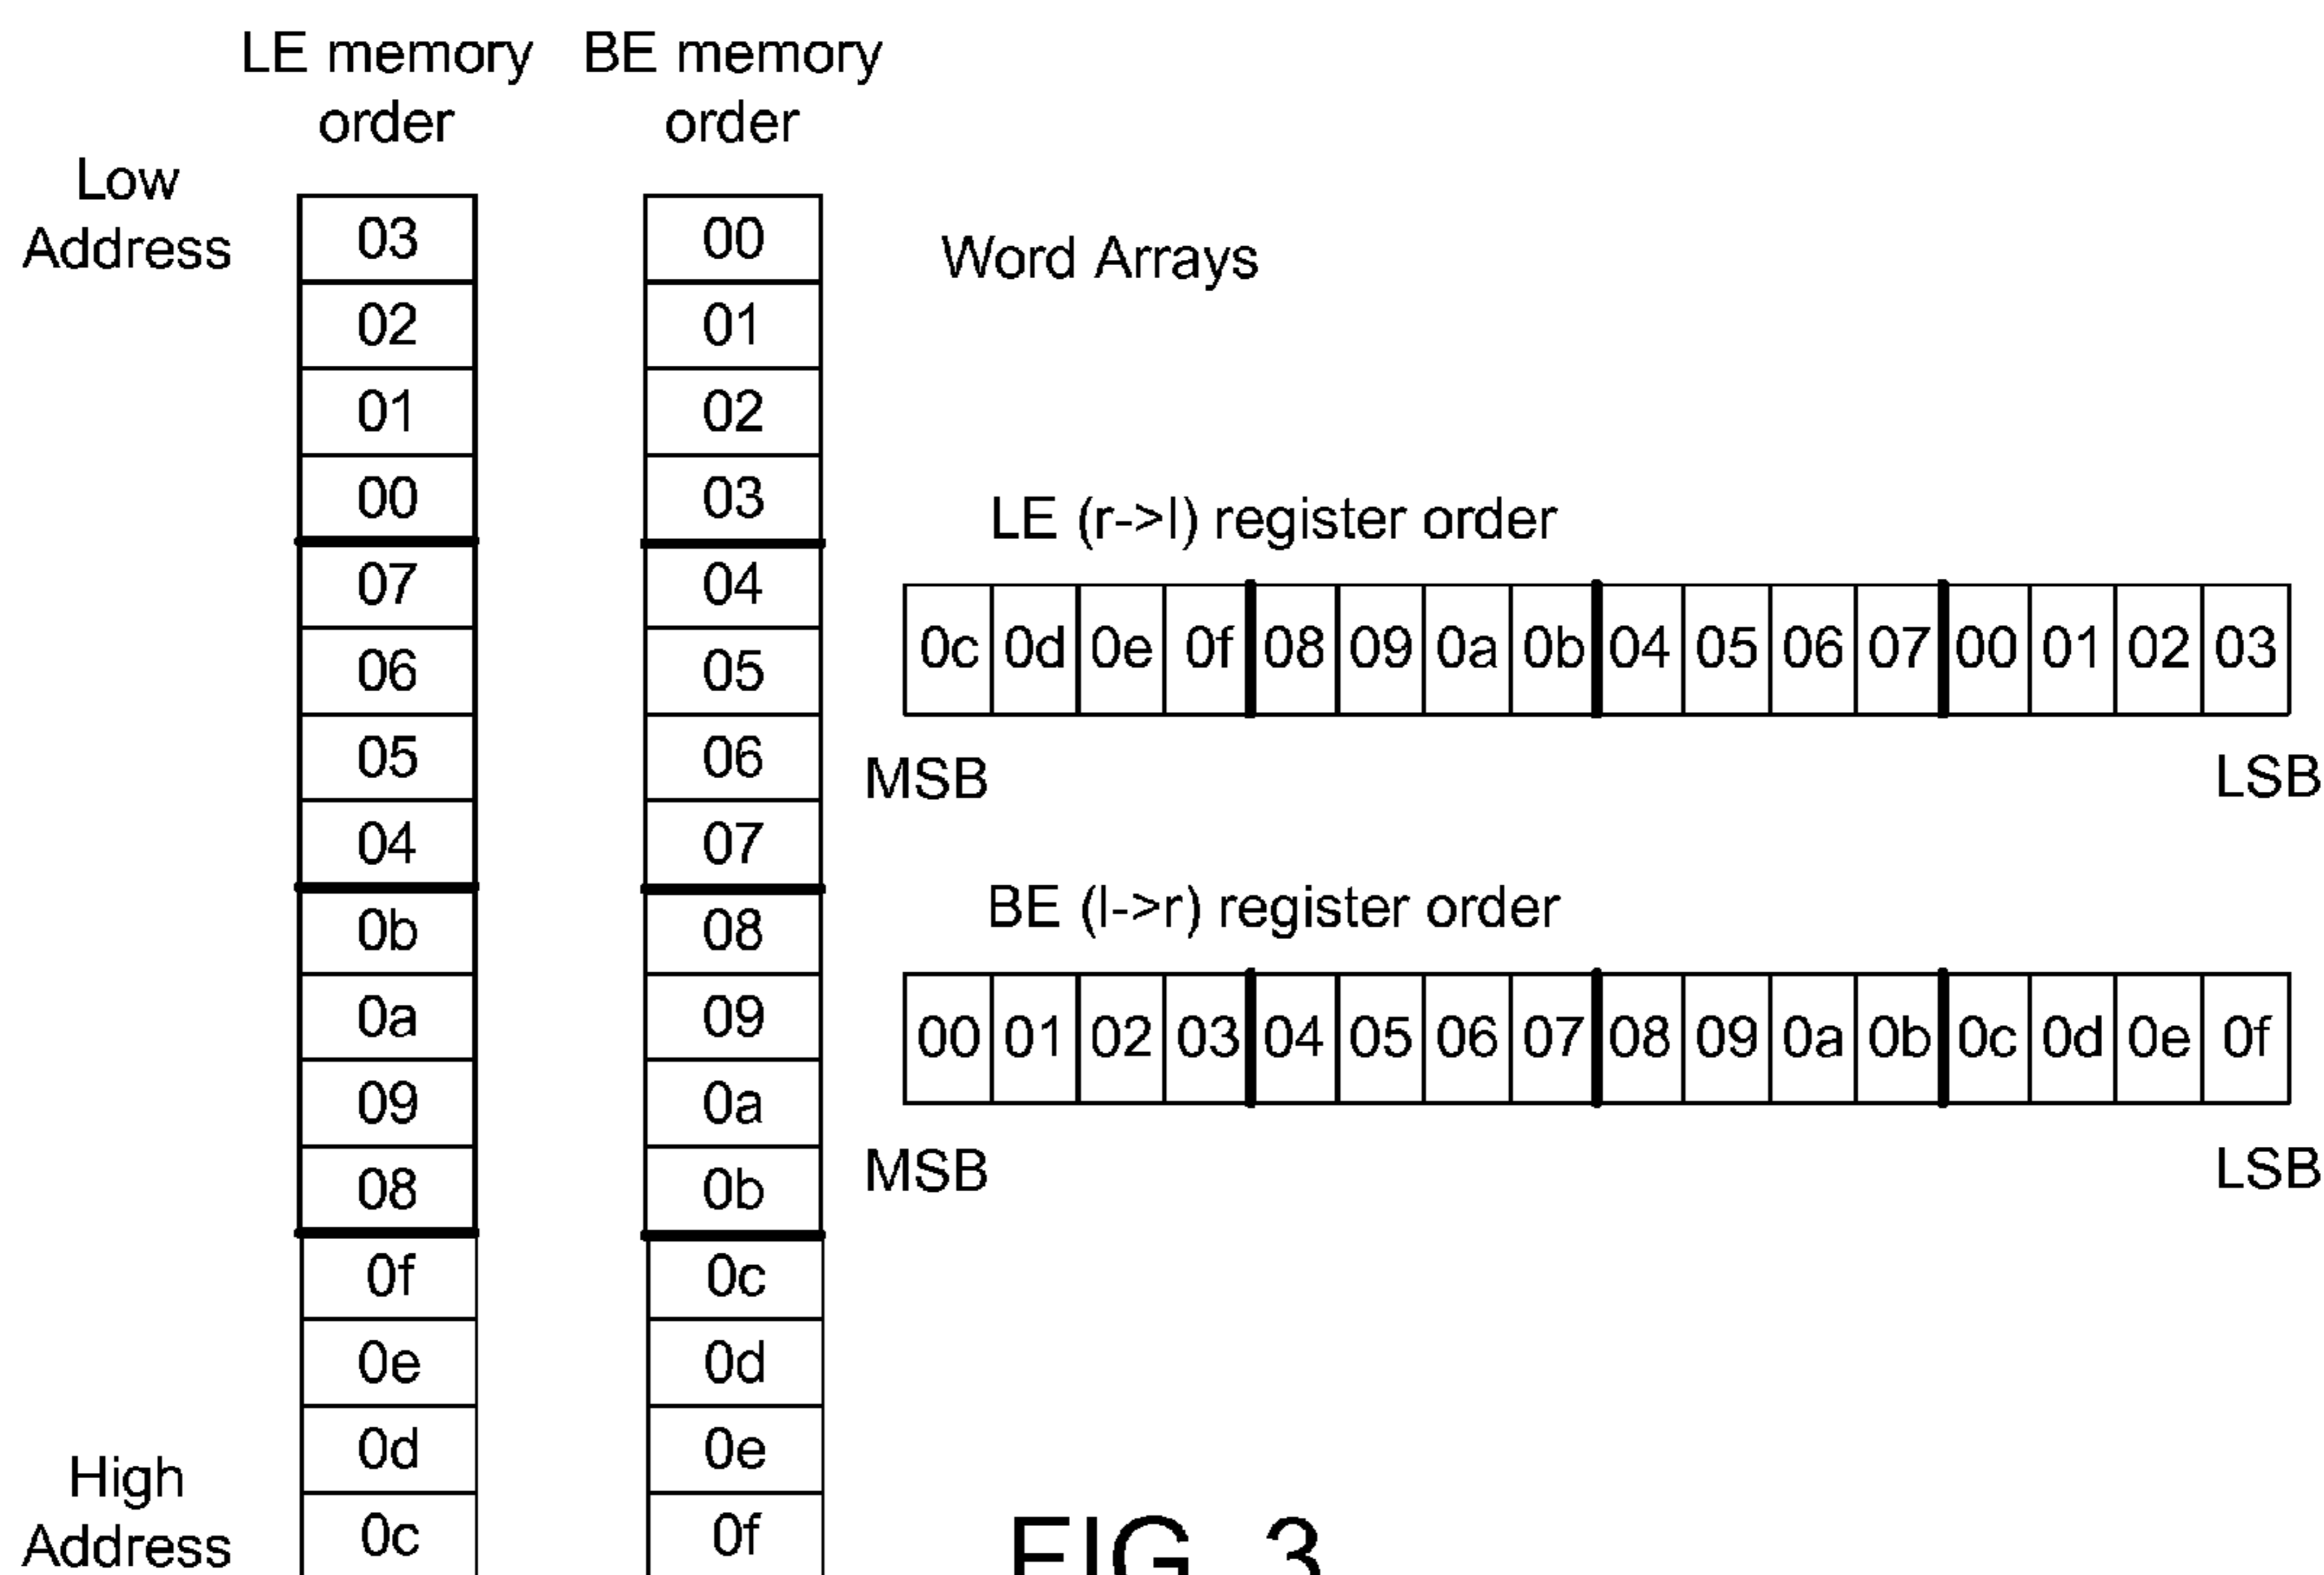 LE memory order
BE memory order
Low Address
High Address
03
02
01
00
07
06
05
04
0b
0a
09
08
0f
0e
0d
0c
00
01
02
03
04
05
06
07
08
09
0a
0b
0c
0d
0e
0f
Word Arrays
LE (r->l) register order
0c 0d 0e 0f 08 09 0a 0b 04 05 06 07 00 01 02 03
MSB LSB
BE (l->r) register order
00 01 02 03 04 05 06 07 08 09 0a 0b 0c 0d 0e 0f
MSB LSB
FIG. 3